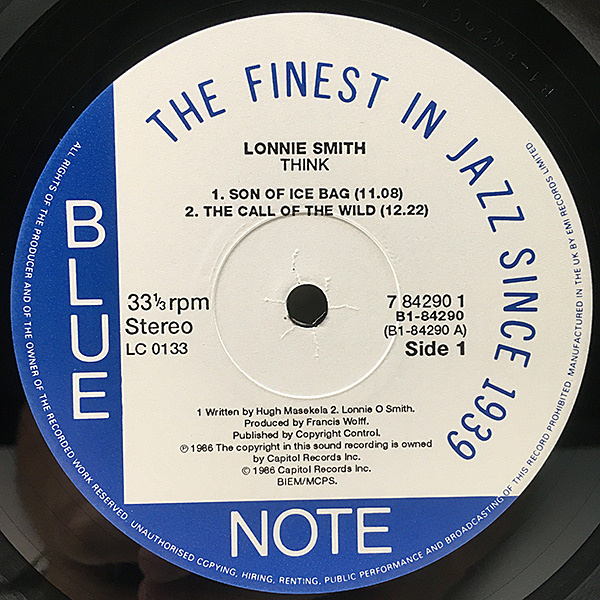 THE FINEST IN JAZZ SINCE 1939
LONNIE SMITH
THINK
1. SON OF ICE BAG (11.08)
2. THE CALL OF THE WILD (12.22)
BLUE
33⅓ rpm
Stereo
LC 0133
7 84290 1
B1-84290
(B1-84290 A)
Side 1
1 Written by Hugh Masekela 2. Lonnie O Smith.
Produced by Francis Wolff.
Published by Copyright Control.
℗ 1986 The copyright in this sound recording is owned
by Capitol Records Inc.
© 1986 Capitol Records Inc.
BIEM/MCPS.
NOTE
ALL RIGHTS OF THE PRODUCER AND OF THE OWNER OF THE RECORDED WORK RESERVED. UNAUTHORISED COPYING, HIRING, RENTING, PUBLIC PERFORMANCE AND BROADCASTING OF THIS RECORD PROHIBITED. MANUFACTURED IN THE UK BY EMI RECORDS LIMITED